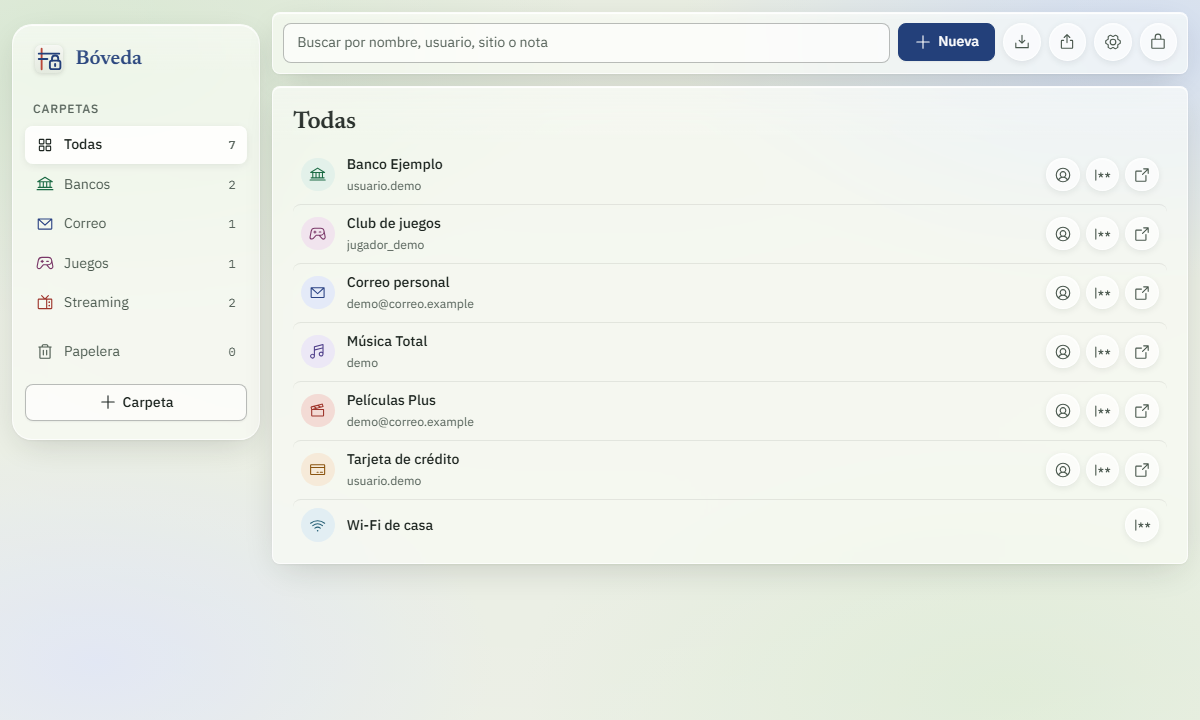 Bóveda
CARPETAS
Todas 7
Bancos 2
Correo 1
Juegos 1
Streaming 2
Papelera 0
Carpeta
Buscar por nombre, usuario, sitio o nota
Nueva
Todas
Banco Ejemplo
usuario.demo
Club de juegos
jugador_demo
Correo personal
demo@correo.example
Música Total
demo
Películas Plus
demo@correo.example
Tarjeta de crédito
usuario.demo
Wi-Fi de casa